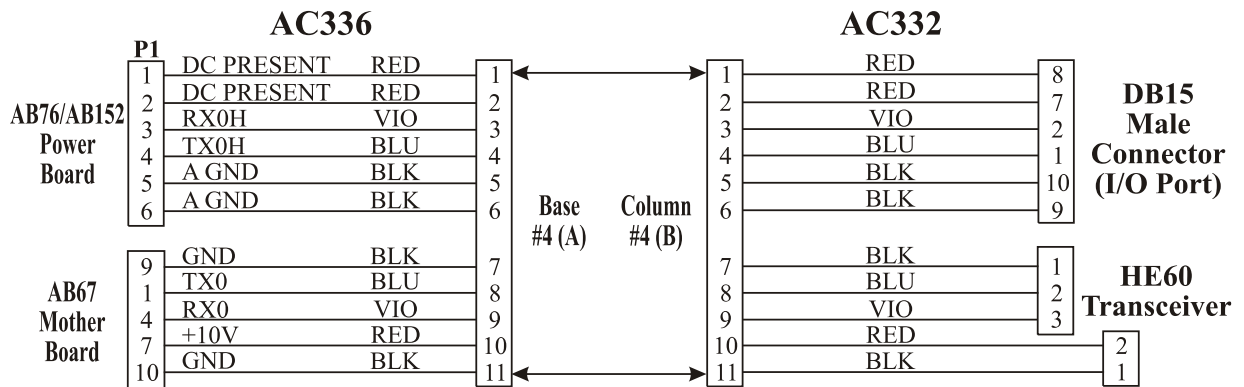 AC336 AC332
P1
1 DC PRESENT RED 1 1 RED 8
2 DC PRESENT RED 2 2 RED 7
3 RX0H VIO 3 3 VIO 2
4 TX0H BLU 4 4 BLU 1
5 A GND BLK 5 5 BLK 10
6 A GND BLK 6 6 BLK 9
AB76/AB152
Power
Board
DB15
Male
Connector
(I/O Port)
Base
#4 (A)
Column
#4 (B)
9 GND BLK 7 7 BLK 1
1 TX0 BLU 8 8 BLU 2
4 RX0 VIO 9 9 VIO 3
7 +10V RED 10 10 RED 2
10 GND BLK 11 11 BLK 1
AB67
Mother
Board
HE60
Transceiver